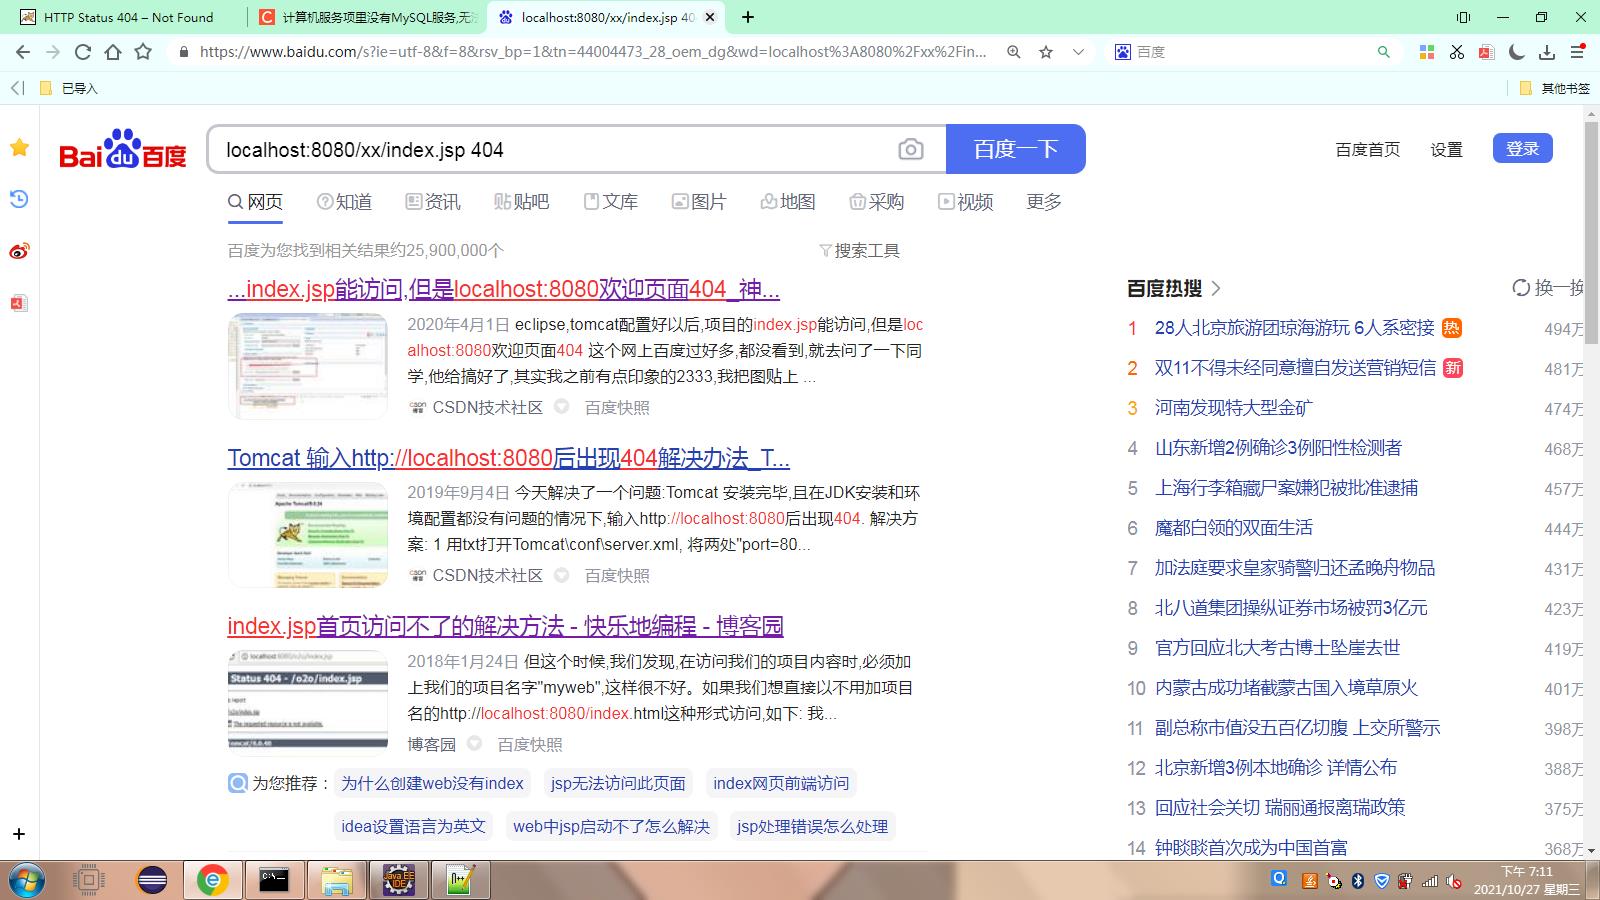 HTTP Status 404 – Not Found
计算机服务项里没有MySQL服务,无法
localhost:8080/xx/index.jsp 40
https://www.baidu.com/s?ie=utf-8&f=8&rsv_bp=1&tn=44004473_28_oem_dg&wd=localhost%3A8080%2Fxx%2Fin...
百度
已导入
其他书签
Bai du 百度
localhost:8080/xx/index.jsp 404
百度一下
百度首页 设置 登录
网页 知道 资讯 贴吧 文库 图片 地图 采购 视频 更多
百度为您找到相关结果约25,900,000个
搜索工具
...index.jsp能访问,但是localhost:8080欢迎页面404_神...
2020年4月1日 eclipse,tomcat配置好以后,项目的index.jsp能访问,但是loc
alhost:8080欢迎页面404 这个网上百度过好多,都没看到,就去问了一下同
学,他给搞好了,其实我之前有点印象的2333,我把图贴上 ...
CSDN技术社区 百度快照
Tomcat 输入http://localhost:8080后出现404解决办法_T...
2019年9月4日 今天解决了一个问题:Tomcat 安装完毕,且在JDK安装和环
境配置都没有问题的情况下,输入http://localhost:8080后出现404. 解决方
案: 1 用txt打开Tomcat\conf\server.xml, 将两处"port=80...
CSDN技术社区 百度快照
index.jsp首页访问不了的解决方法 - 快乐地编程 - 博客园
localhost:8080/o2o/index.jsp
Status 404 - /o2o/index.jsp
The requested resource is not available.
2018年1月24日 但这个时候,我们发现,在访问我们的项目内容时,必须加
上我们的项目名字"myweb",这样很不好。如果我们想直接以不用加项目
名的http://localhost:8080/index.html这种形式访问,如下: 我...
博客园 百度快照
为您推荐：
为什么创建web没有index jsp无法访问此页面 index网页前端访问
idea设置语言为英文 web中jsp启动不了怎么解决 jsp处理错误怎么处理
百度热搜
换一换
1 28人北京旅游团琼海游玩 6人系密接 热 494万
2 双11不得未经同意擅自发送营销短信 新 481万
3 河南发现特大型金矿 474万
4 山东新增2例确诊3例阳性检测者 468万
5 上海行李箱藏尸案嫌犯被批准逮捕 457万
6 魔都白领的双面生活 444万
7 加法庭要求皇家骑警归还孟晚舟物品 431万
8 北八道集团操纵证券市场被罚3亿元 423万
9 官方回应北大考古博士坠崖去世 419万
10 内蒙古成功堵截蒙古国入境草原火 401万
11 副总称市值没五百亿切腹 上交所警示 398万
12 北京新增3例本地确诊 详情公布 388万
13 回应社会关切 瑞丽通报离瑞政策 375万
14 钟睒睒首次成为中国首富 368万
Java EE
IDE
下午 7:11
2021/10/27 星期三